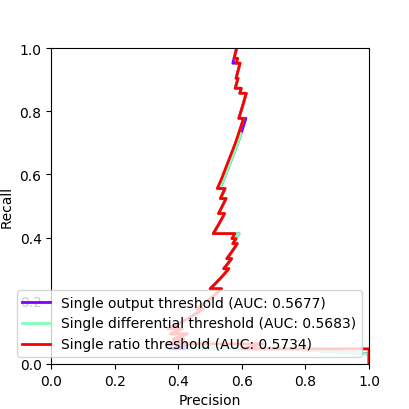 1.0
0.8
0.6
0.4
0.2
0.0
Recall
Single output threshold (AUC: 0.5677)
Single differential threshold (AUC: 0.5683)
Single ratio threshold (AUC: 0.5734)
0.0 0.2 0.4 0.6 0.8 1.0
Precision